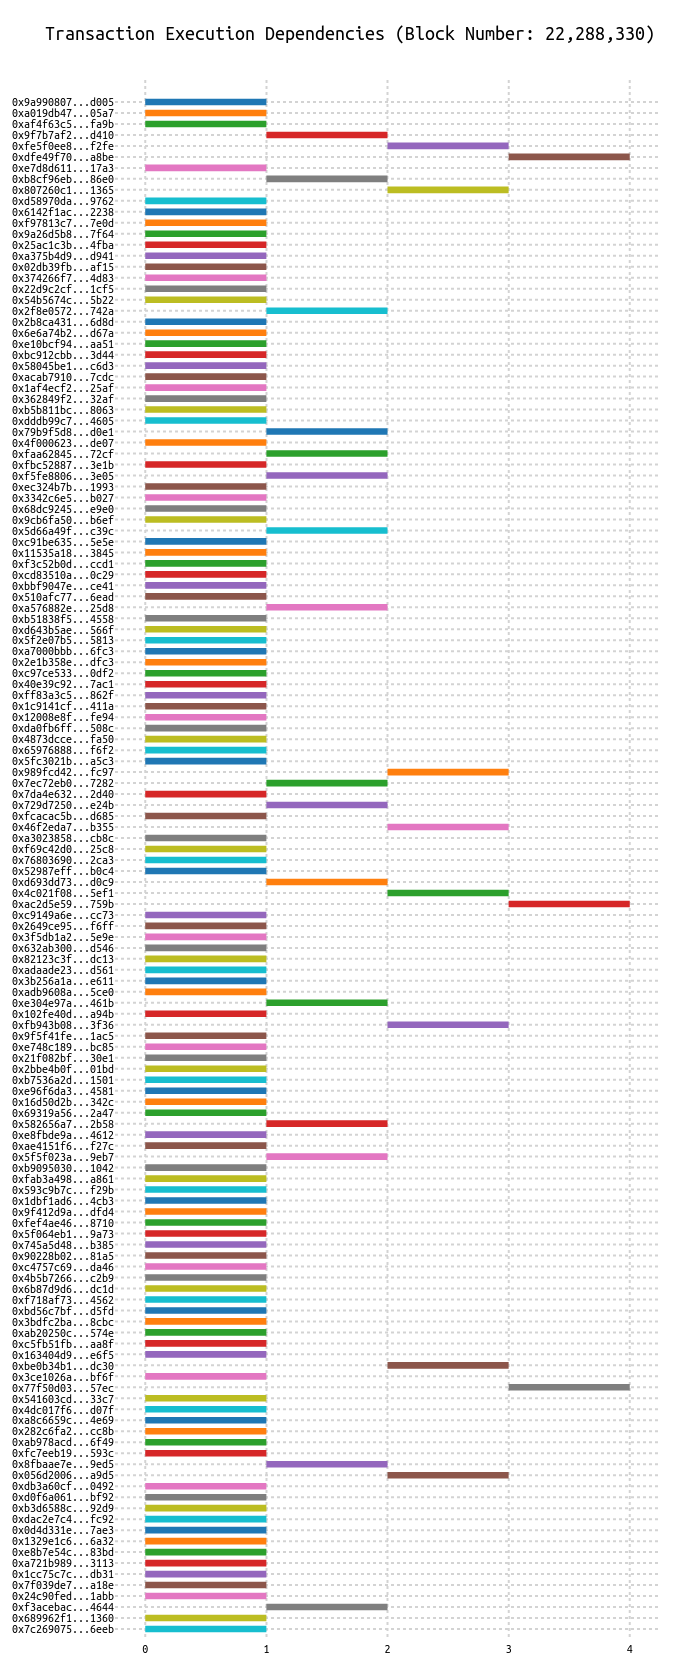 Transaction Execution Dependencies (Block Number: 22,288,330)
0x9a990807...d005
0xa019db47...05a7
0xaf4f63c5...fa9b
0x9f7b7af2...d410
0xfe5f0ee8...f2fe
0xdfe49f70...a8be
0xe7d8d611...17a3
0xb8cf96eb...86e0
0x807260c1...1365
0xd58970da...9762
0x6142f1ac...2238
0xf97813c7...7e0d
0x9a26d5b8...7f64
0x25ac1c3b...4fba
0xa375b4d9...d941
0x02db39fb...af15
0x374266f7...4d83
0x22d9c2cf...1cf5
0x54b5674c...5b22
0x2f8e0572...742a
0x2b8ca431...6d8d
0x6e6a74b2...d67a
0xe10bcf94...aa51
0xbc912cbb...3d44
0x58045be1...c6d3
0xacab7910...7cdc
0x1af4ecf2...25af
0x362849f2...32af
0xb5b811bc...8063
0xdddb99c7...4605
0x79b9f5d8...d0e1
0x4f000623...de07
0xfaa62845...72cf
0xfbc52887...3e1b
0xf5fe8806...3e05
0xec324b7b...1993
0x3342c6e5...b027
0x68dc9245...e9e0
0x9cb6fa50...b6ef
0x5d66a49f...c39c
0xc91be635...5e5e
0x11535a18...3845
0xf3c52b0d...ccd1
0xcd83510a...0c29
0xbbf9047e...ce41
0x510afc77...6ead
0xa576882e...25d8
0xb51838f5...4558
0xd643b5ae...566f
0x5f2e07b5...5813
0xa7000bbb...6fc3
0x2e1b358e...dfc3
0xc97ce533...0df2
0x40e39c92...7ac1
0xff83a3c5...862f
0x1c9141cf...411a
0x12008e8f...fe94
0xda0fb6ff...508c
0x4873dcce...fa50
0x65976888...f6f2
0x5fc3021b...a5c3
0x989fcd42...fc97
0x7ec72eb0...7282
0x7da4e632...2d40
0x729d7250...e24b
0xfcacac5b...d685
0x46f2eda7...b355
0xa3023858...cb8c
0xf69c42d0...25c8
0x76803690...2ca3
0x52987eff...b0c4
0xd693dd73...d0c9
0x4c021f08...5ef1
0xac2d5e59...759b
0xc9149a6e...cc73
0x2649ce95...f6ff
0x3f5db1a2...5e9e
0x632ab300...d546
0x82123c3f...dc13
0xadaade23...d561
0x3b256a1a...e611
0xadb9608a...5ce0
0xe304e97a...461b
0x102fe40d...a94b
0xfb943b08...3f36
0x9f5f41fe...1ac5
0xe748c189...bc85
0x21f082bf...30e1
0x2bbe4b0f...01bd
0xb7536a2d...1501
0xe96f6da3...4581
0x16d50d2b...342c
0x69319a56...2a47
0x582656a7...2b58
0xe8fbde9a...4612
0xae4151f6...f27c
0x5f5f023a...9eb7
0xb9095030...1042
0xfab3a498...a861
0x593c9b7c...f29b
0x1dbf1ad6...4cb3
0x9f412d9a...dfd4
0xfef4ae46...8710
0x5f064eb1...9a73
0x745a5d48...b385
0x90228b02...81a5
0xc4757c69...da46
0x4b5b7266...c2b9
0x6b87d9d6...dc1d
0xf718af73...4562
0xbd56c7bf...d5fd
0x3bdfc2ba...8cbc
0xab20250c...574e
0xc5fb51fb...aa8f
0x163404d9...e6f5
0xbe0b34b1...dc30
0x3ce1026a...bf6f
0x77f50d03...57ec
0x541603cd...33c7
0x4dc017f6...d07f
0xa8c6659c...4e69
0x282c6fa2...cc8b
0xab978acd...6f49
0xfc7eeb19...593c
0x8fbaae7e...9ed5
0x056d2006...a9d5
0xdb3a60cf...0492
0xd0f6a061...bf92
0xb3d6588c...92d9
0xdac2e7c4...fc92
0x0d4d331e...7ae3
0x1329e1c6...6a32
0xe8b7e54c...83bd
0xa721b989...3113
0x1cc75c7c...db31
0x7f039de7...a18e
0x24c90fed...1abb
0xf3acebac...4644
0x689962f1...1360
0x7c269075...6eeb
0 1 2 3 4